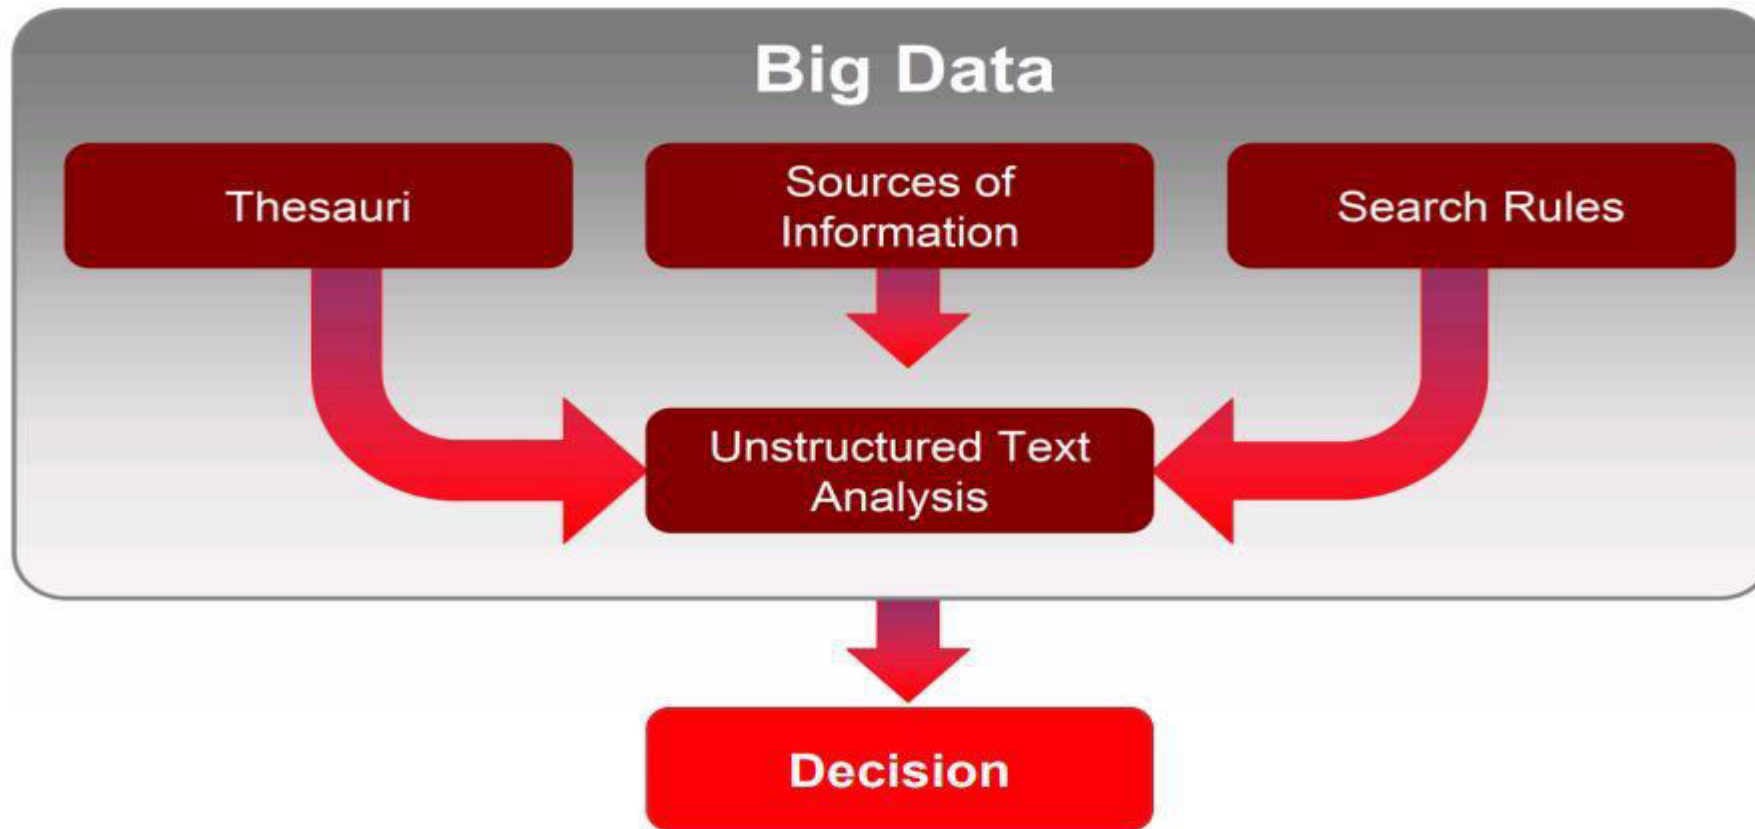 Big Data
Thesauri
Sources of
Information
Search Rules
Unstructured Text
Analysis
Decision